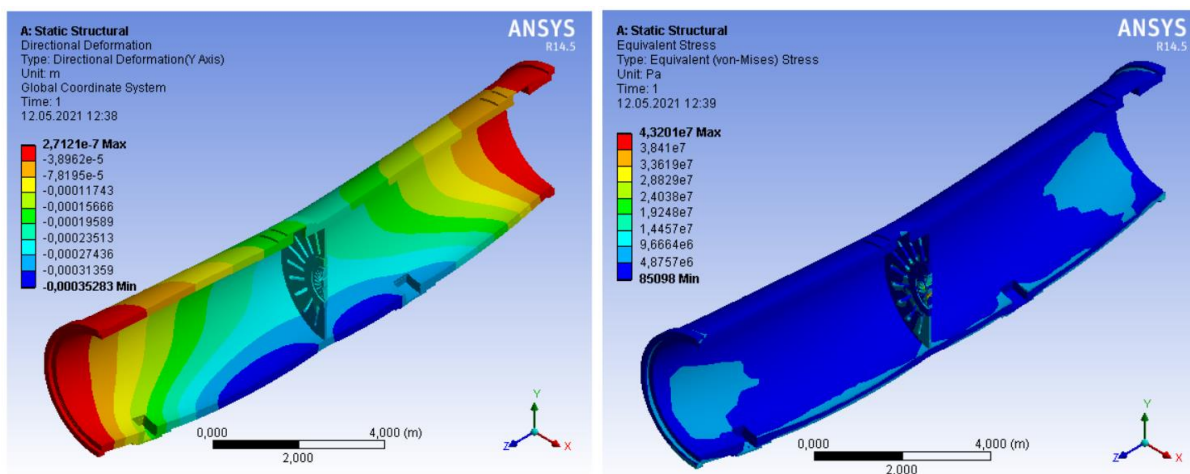 A: Static Structural
Directional Deformation
Type: Directional Deformation(Y Axis)
Unit: m
Global Coordinate System
Time: 1
12.05.2021 12:38
2,7121e-7 Max
-3,8962e-5
-7,8195e-5
-0,00011743
-0,00015666
-0,00019589
-0,00023513
-0,00027436
-0,00031359
-0,00035283 Min
ANSYS
R14.5
Y
Z
X
0,000
4,000 (m)
2,000
A: Static Structural
Equivalent Stress
Type: Equivalent (von-Mises) Stress
Unit: Pa
Time: 1
12.05.2021 12:39
4,3201e7 Max
3,841e7
3,3619e7
2,8829e7
2,4038e7
1,9248e7
1,4457e7
9,6664e6
4,8757e6
85098 Min
ANSYS
R14.5
Y
Z
X
0,000
4,000 (m)
2,000